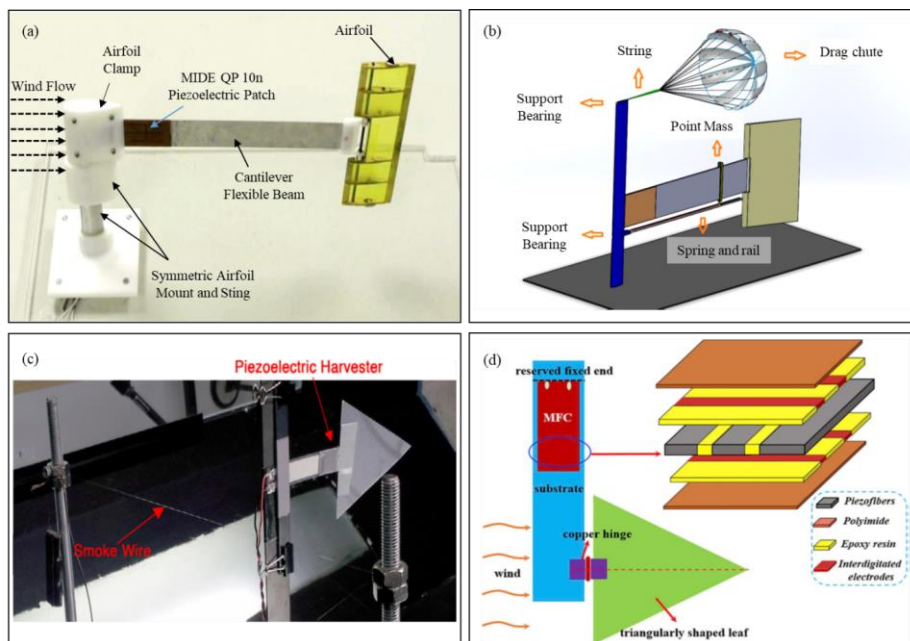 (a)
Airfoil
Clamp
Wind Flow
MIDE QP 10n
Piezoelectric Patch
Airfoil
Cantilever
Flexible Beam
Symmetric Airfoil
Mount and Sting
(b)
String
Drag chute
Support
Bearing
Point Mass
Support
Bearing
Spring and rail
(c)
Piezoelectric Harvester
Smoke Wire
(d)
reserved fixed end
MFC
substrate
copper hinge
wind
triangularly shaped leaf
Piezofibers
Polyimide
Epoxy resin
Interdigitated
electrodes